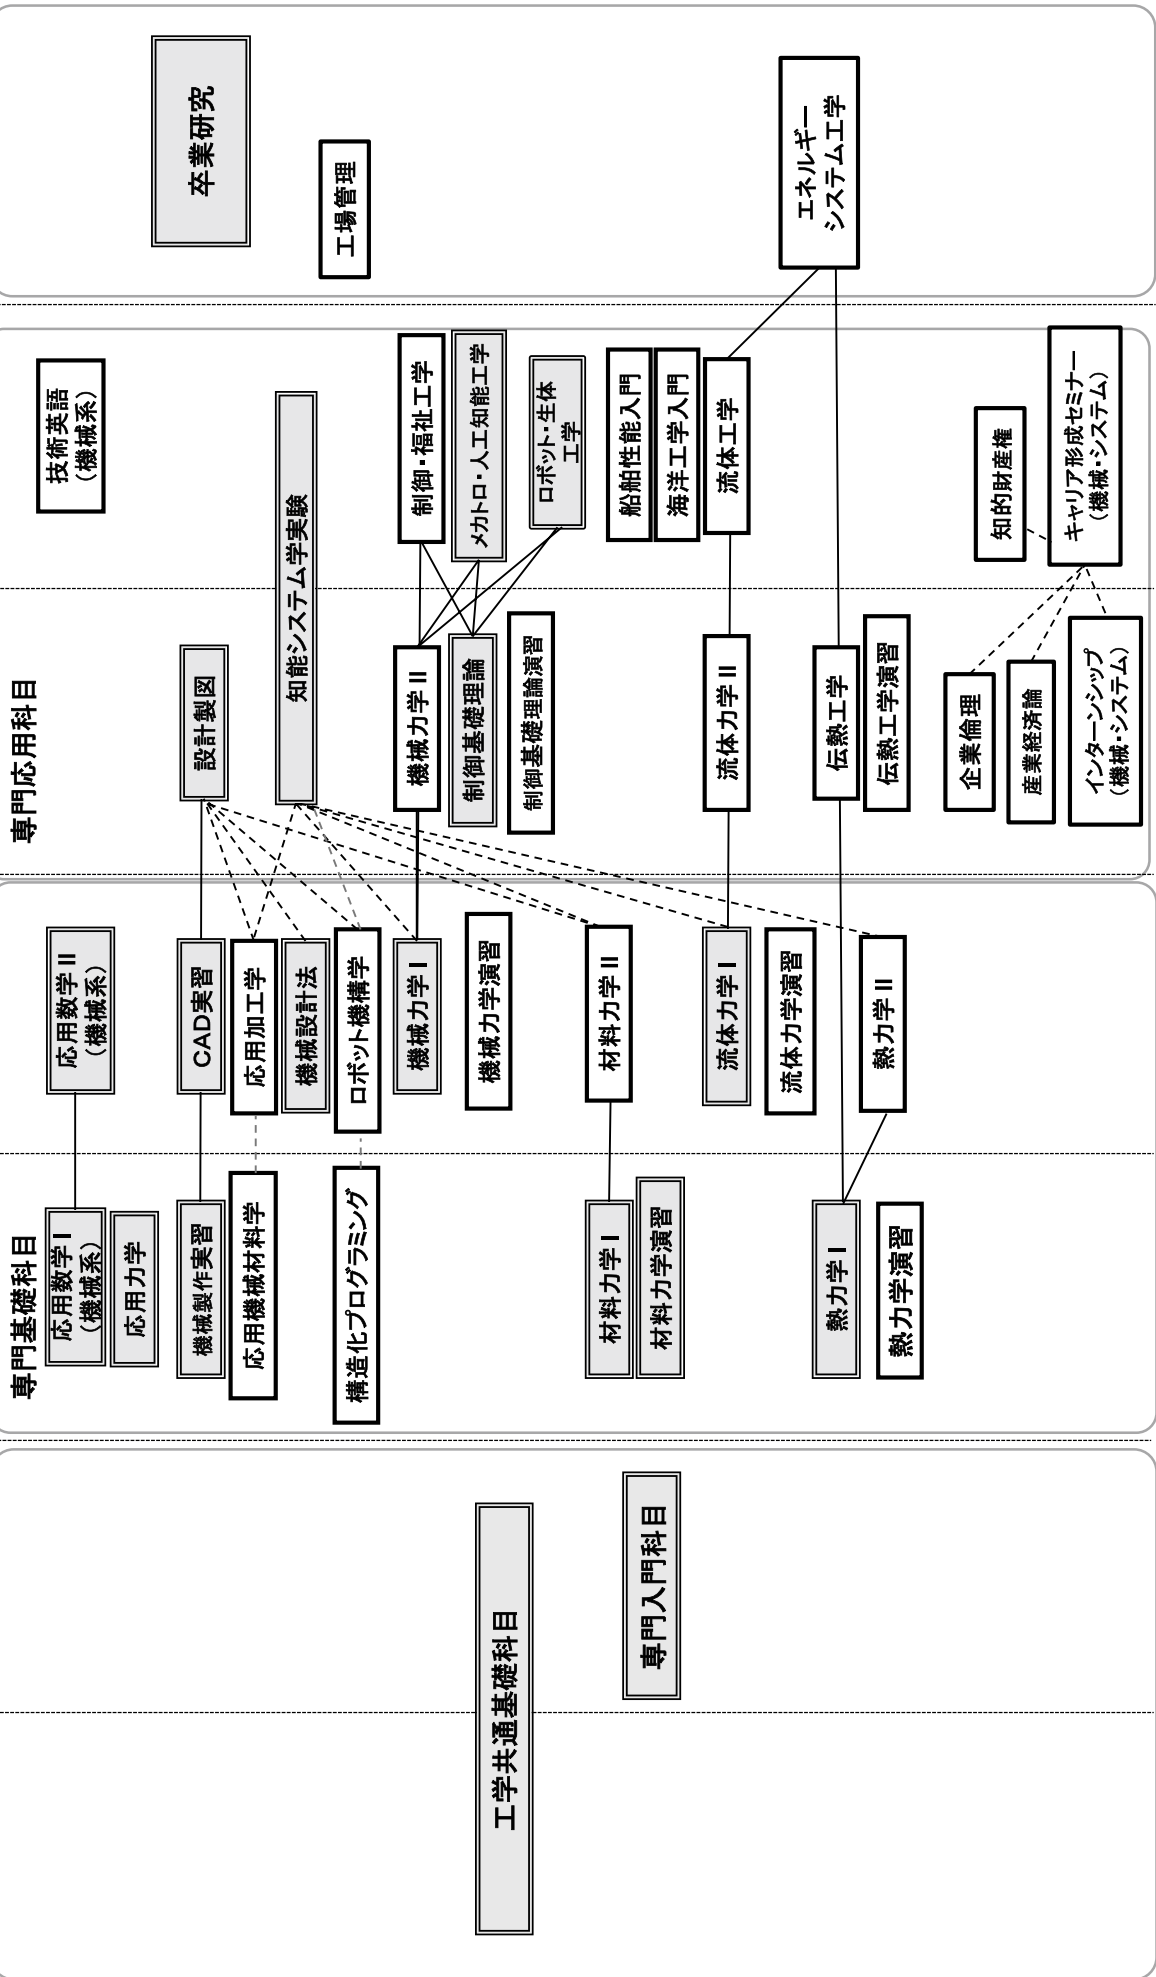 工学共通基礎科目
専門入門科目
専門基礎科目
応用数学 I
（機械系）
応用力学
機械製作実習
応用機械材料学
構造化プログラミング
材料力学 I
材料力学演習
熱力学 I
熱力学演習
応用数学 II
（機械系）
CAD実習
応用加工学
機械設計法
ロボット機構学
機械力学 I
機械力学演習
材料力学 II
流体力学 I
流体力学演習
熱力学 II
専門応用科目
設計製図
知能システム学実験
機械力学 II
制御基礎理論
制御基礎理論演習
流体力学 II
伝熱工学
伝熱工学演習
企業倫理
産業経済論
インターンシップ
（機械・システム）
技術英語
（機械系）
制御・福祉工学
メカトロ・人工知能工学
ロボット・生体
工学
船舶性能入門
海洋工学入門
流体工学
知的財産権
キャリア形成セミナー
（機械・システム）
卒業研究
工場管理
エネルギー
システム工学